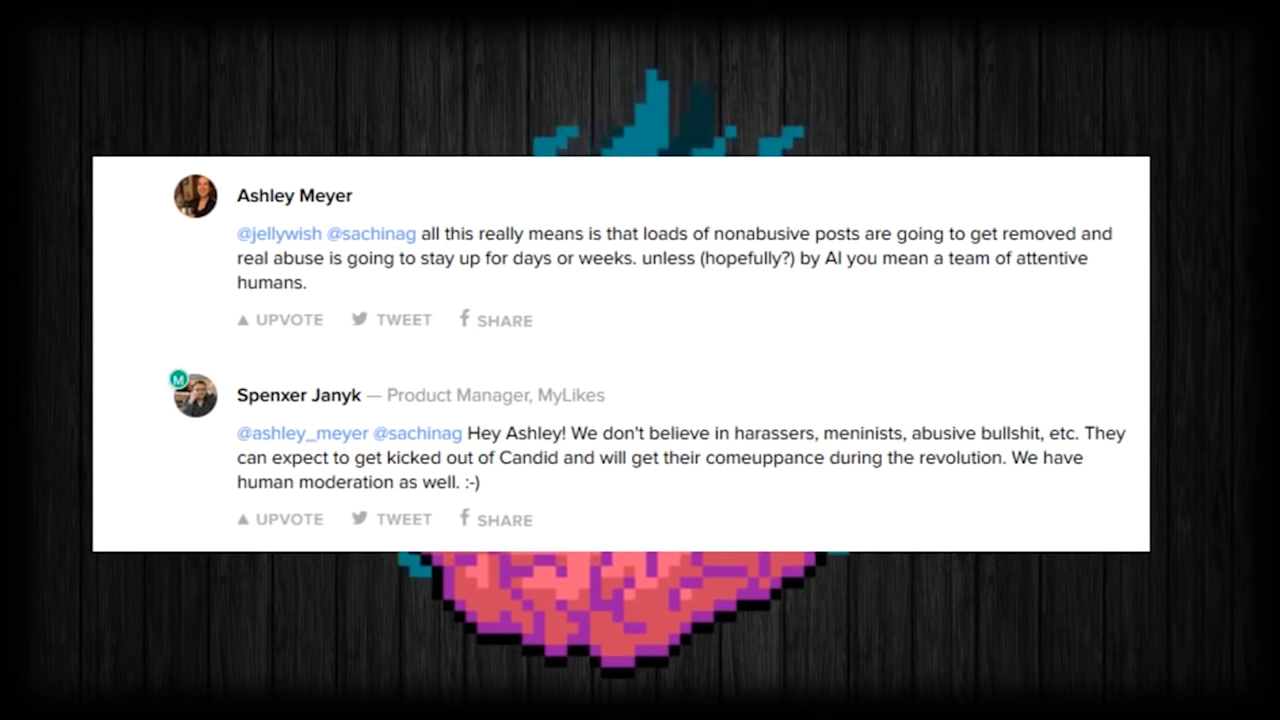 Ashley Meyer
@jellywish @sachinag all this really means is that loads of nonabusive posts are going to get removed and
real abuse is going to stay up for days or weeks. unless (hopefully?) by AI you mean a team of attentive
humans.
UPVOTE TWEET SHARE
M
Spenxer Janyk — Product Manager, MyLikes
@ashley_meyer @sachinag Hey Ashley! We don't believe in harassers, meninists, abusive bullshit, etc. They
can expect to get kicked out of Candid and will get their comeuppance during the revolution. We have
human moderation as well. :-)
UPVOTE TWEET SHARE